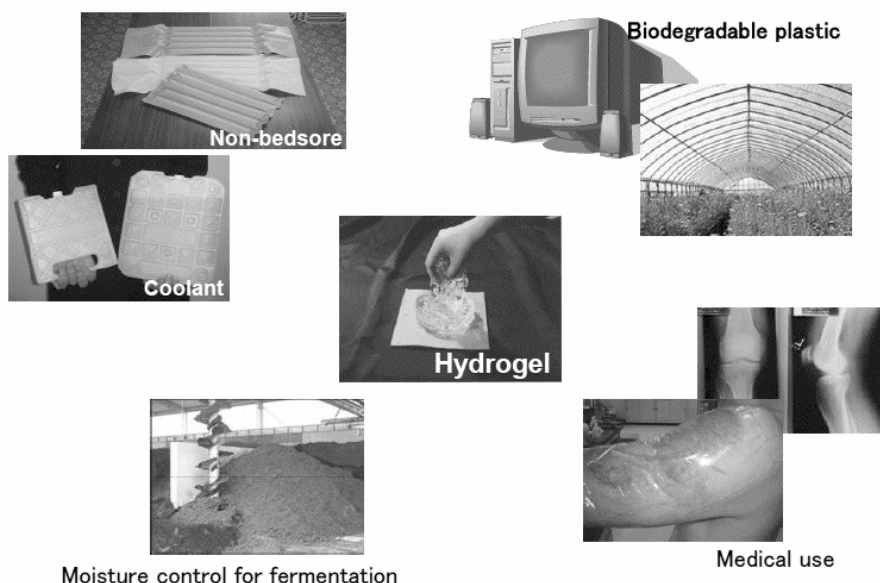 Biodegradable plastic
Non-bedsore
Coolant
Hydrogel
Medical use
Moisture control for fermentation